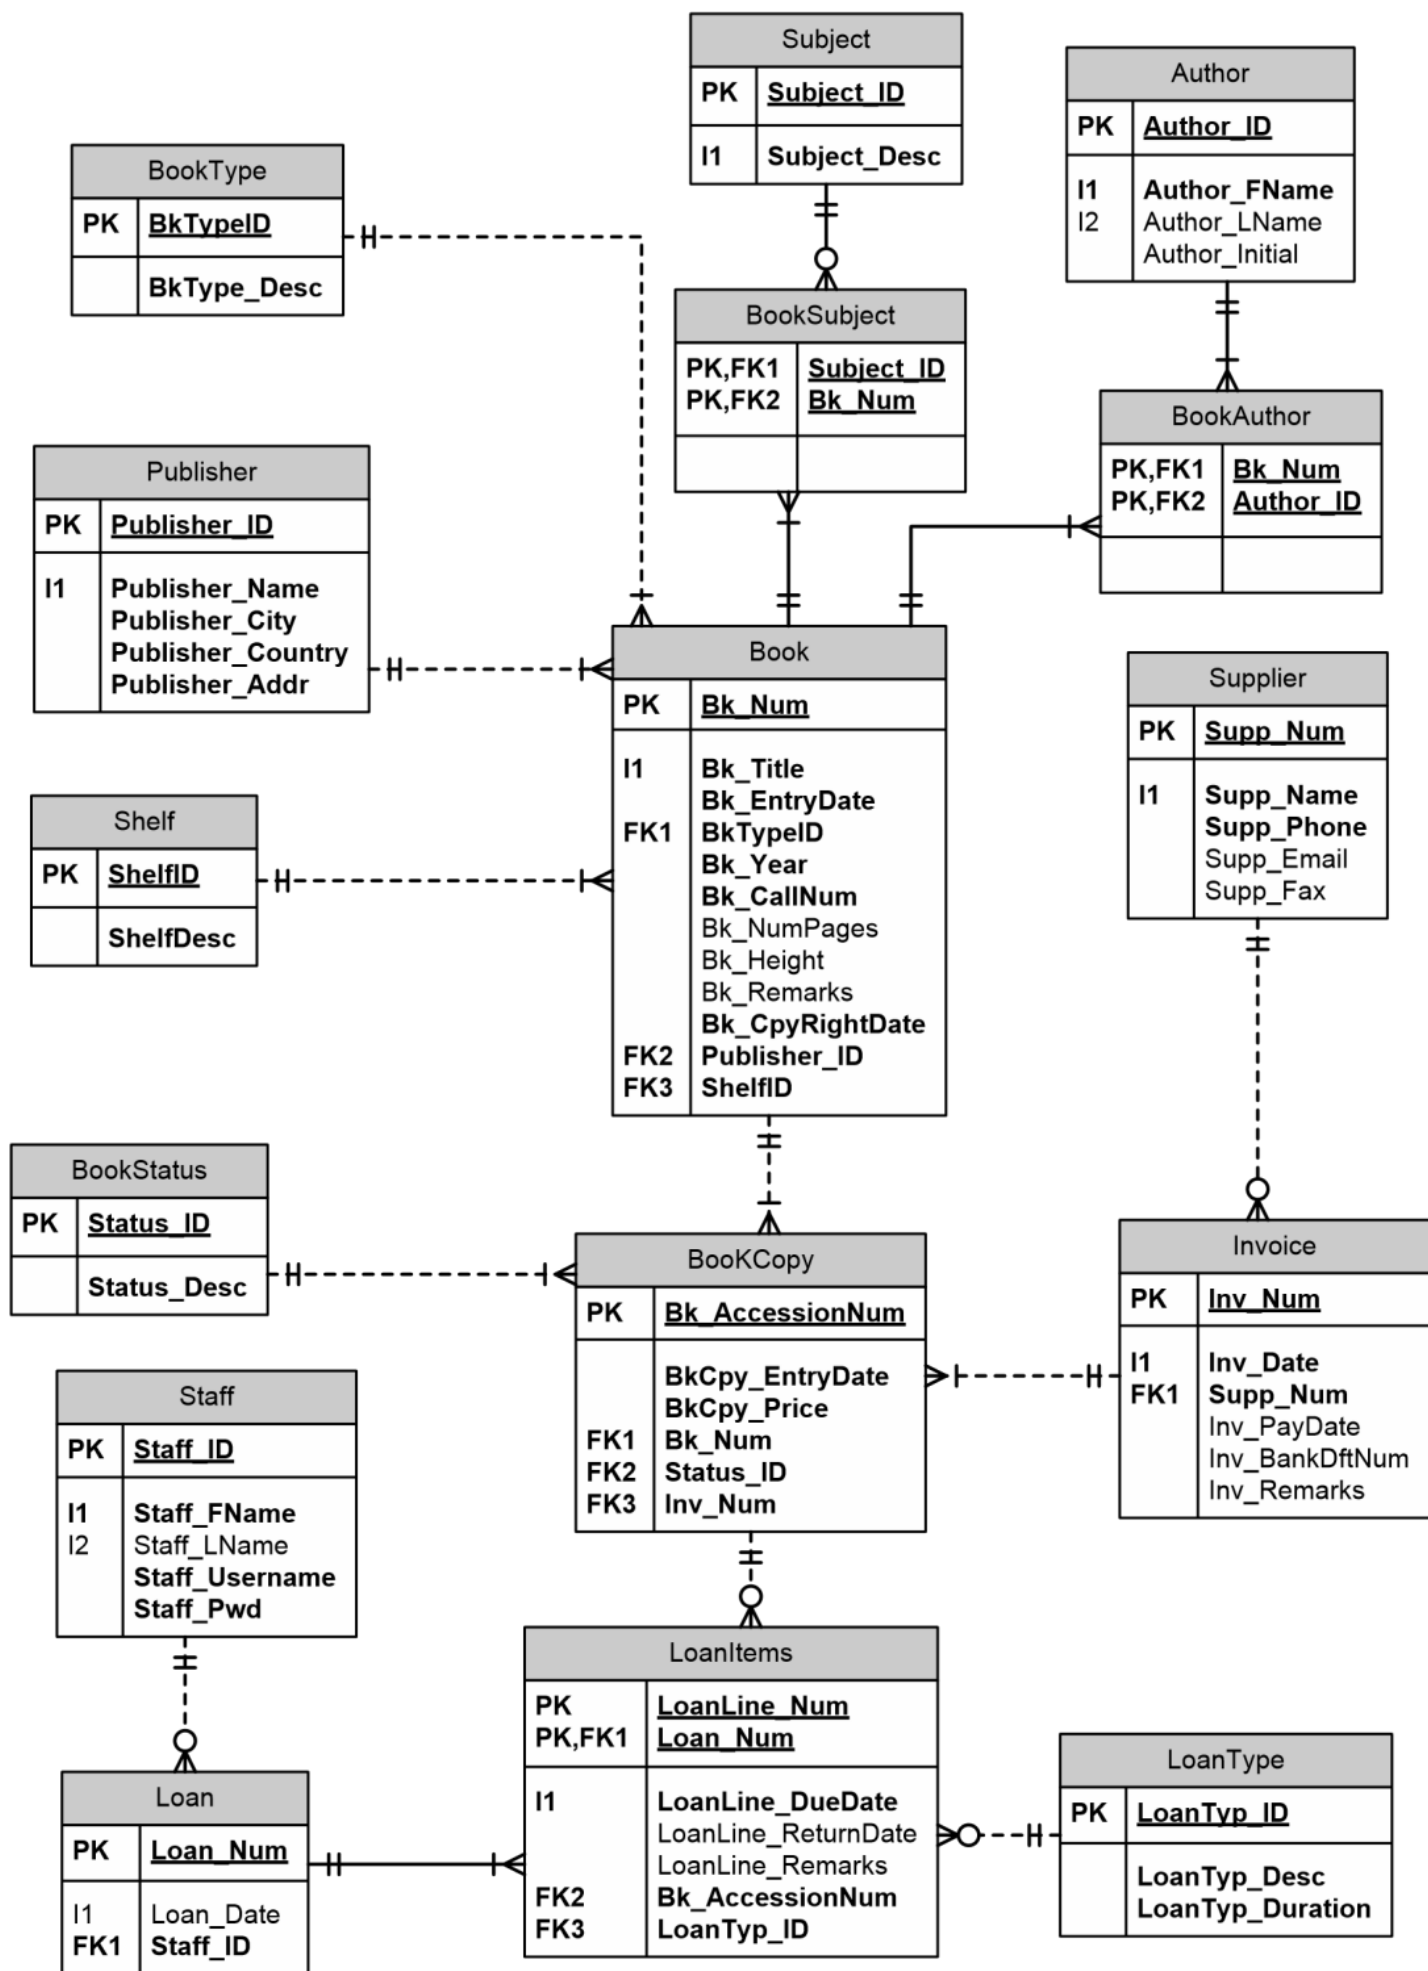 Subject
PK Subject_ID
I1 Subject_Desc
Author
PK Author_ID
I1 Author_FName
I2 Author_LName
Author_Initial
BookType
PK BkTypeID
BkType_Desc
BookSubject
PK,FK1 Subject_ID
PK,FK2 Bk_Num
BookAuthor
PK,FK1 Bk_Num
PK,FK2 Author_ID
Publisher
PK Publisher_ID
I1 Publisher_Name
Publisher_City
Publisher_Country
Publisher_Addr
Book
PK Bk_Num
I1 Bk_Title
Bk_EntryDate
FK1 BkTypeID
Bk_Year
Bk_CallNum
Bk_NumPages
Bk_Height
Bk_Remarks
Bk_CpyRightDate
FK2 Publisher_ID
FK3 ShelfID
Supplier
PK Supp_Num
I1 Supp_Name
Supp_Phone
Supp_Email
Supp_Fax
Shelf
PK ShelfID
ShelfDesc
BookStatus
PK Status_ID
Status_Desc
BooKCopy
PK Bk_AccessionNum
BkCpy_EntryDate
BkCpy_Price
FK1 Bk_Num
FK2 Status_ID
FK3 Inv_Num
Invoice
PK Inv_Num
I1 Inv_Date
FK1 Supp_Num
Inv_PayDate
Inv_BankDftNum
Inv_Remarks
Staff
PK Staff_ID
I1 Staff_FName
I2 Staff_LName
Staff_Username
Staff_Pwd
LoanItems
PK LoanLine_Num
PK,FK1 Loan_Num
I1 LoanLine_DueDate
LoanLine_ReturnDate
LoanLine_Remarks
FK2 Bk_AccessionNum
FK3 LoanTyp_ID
LoanType
PK LoanTyp_ID
LoanTyp_Desc
LoanTyp_Duration
Loan
PK Loan_Num
I1 Loan_Date
FK1 Staff_ID